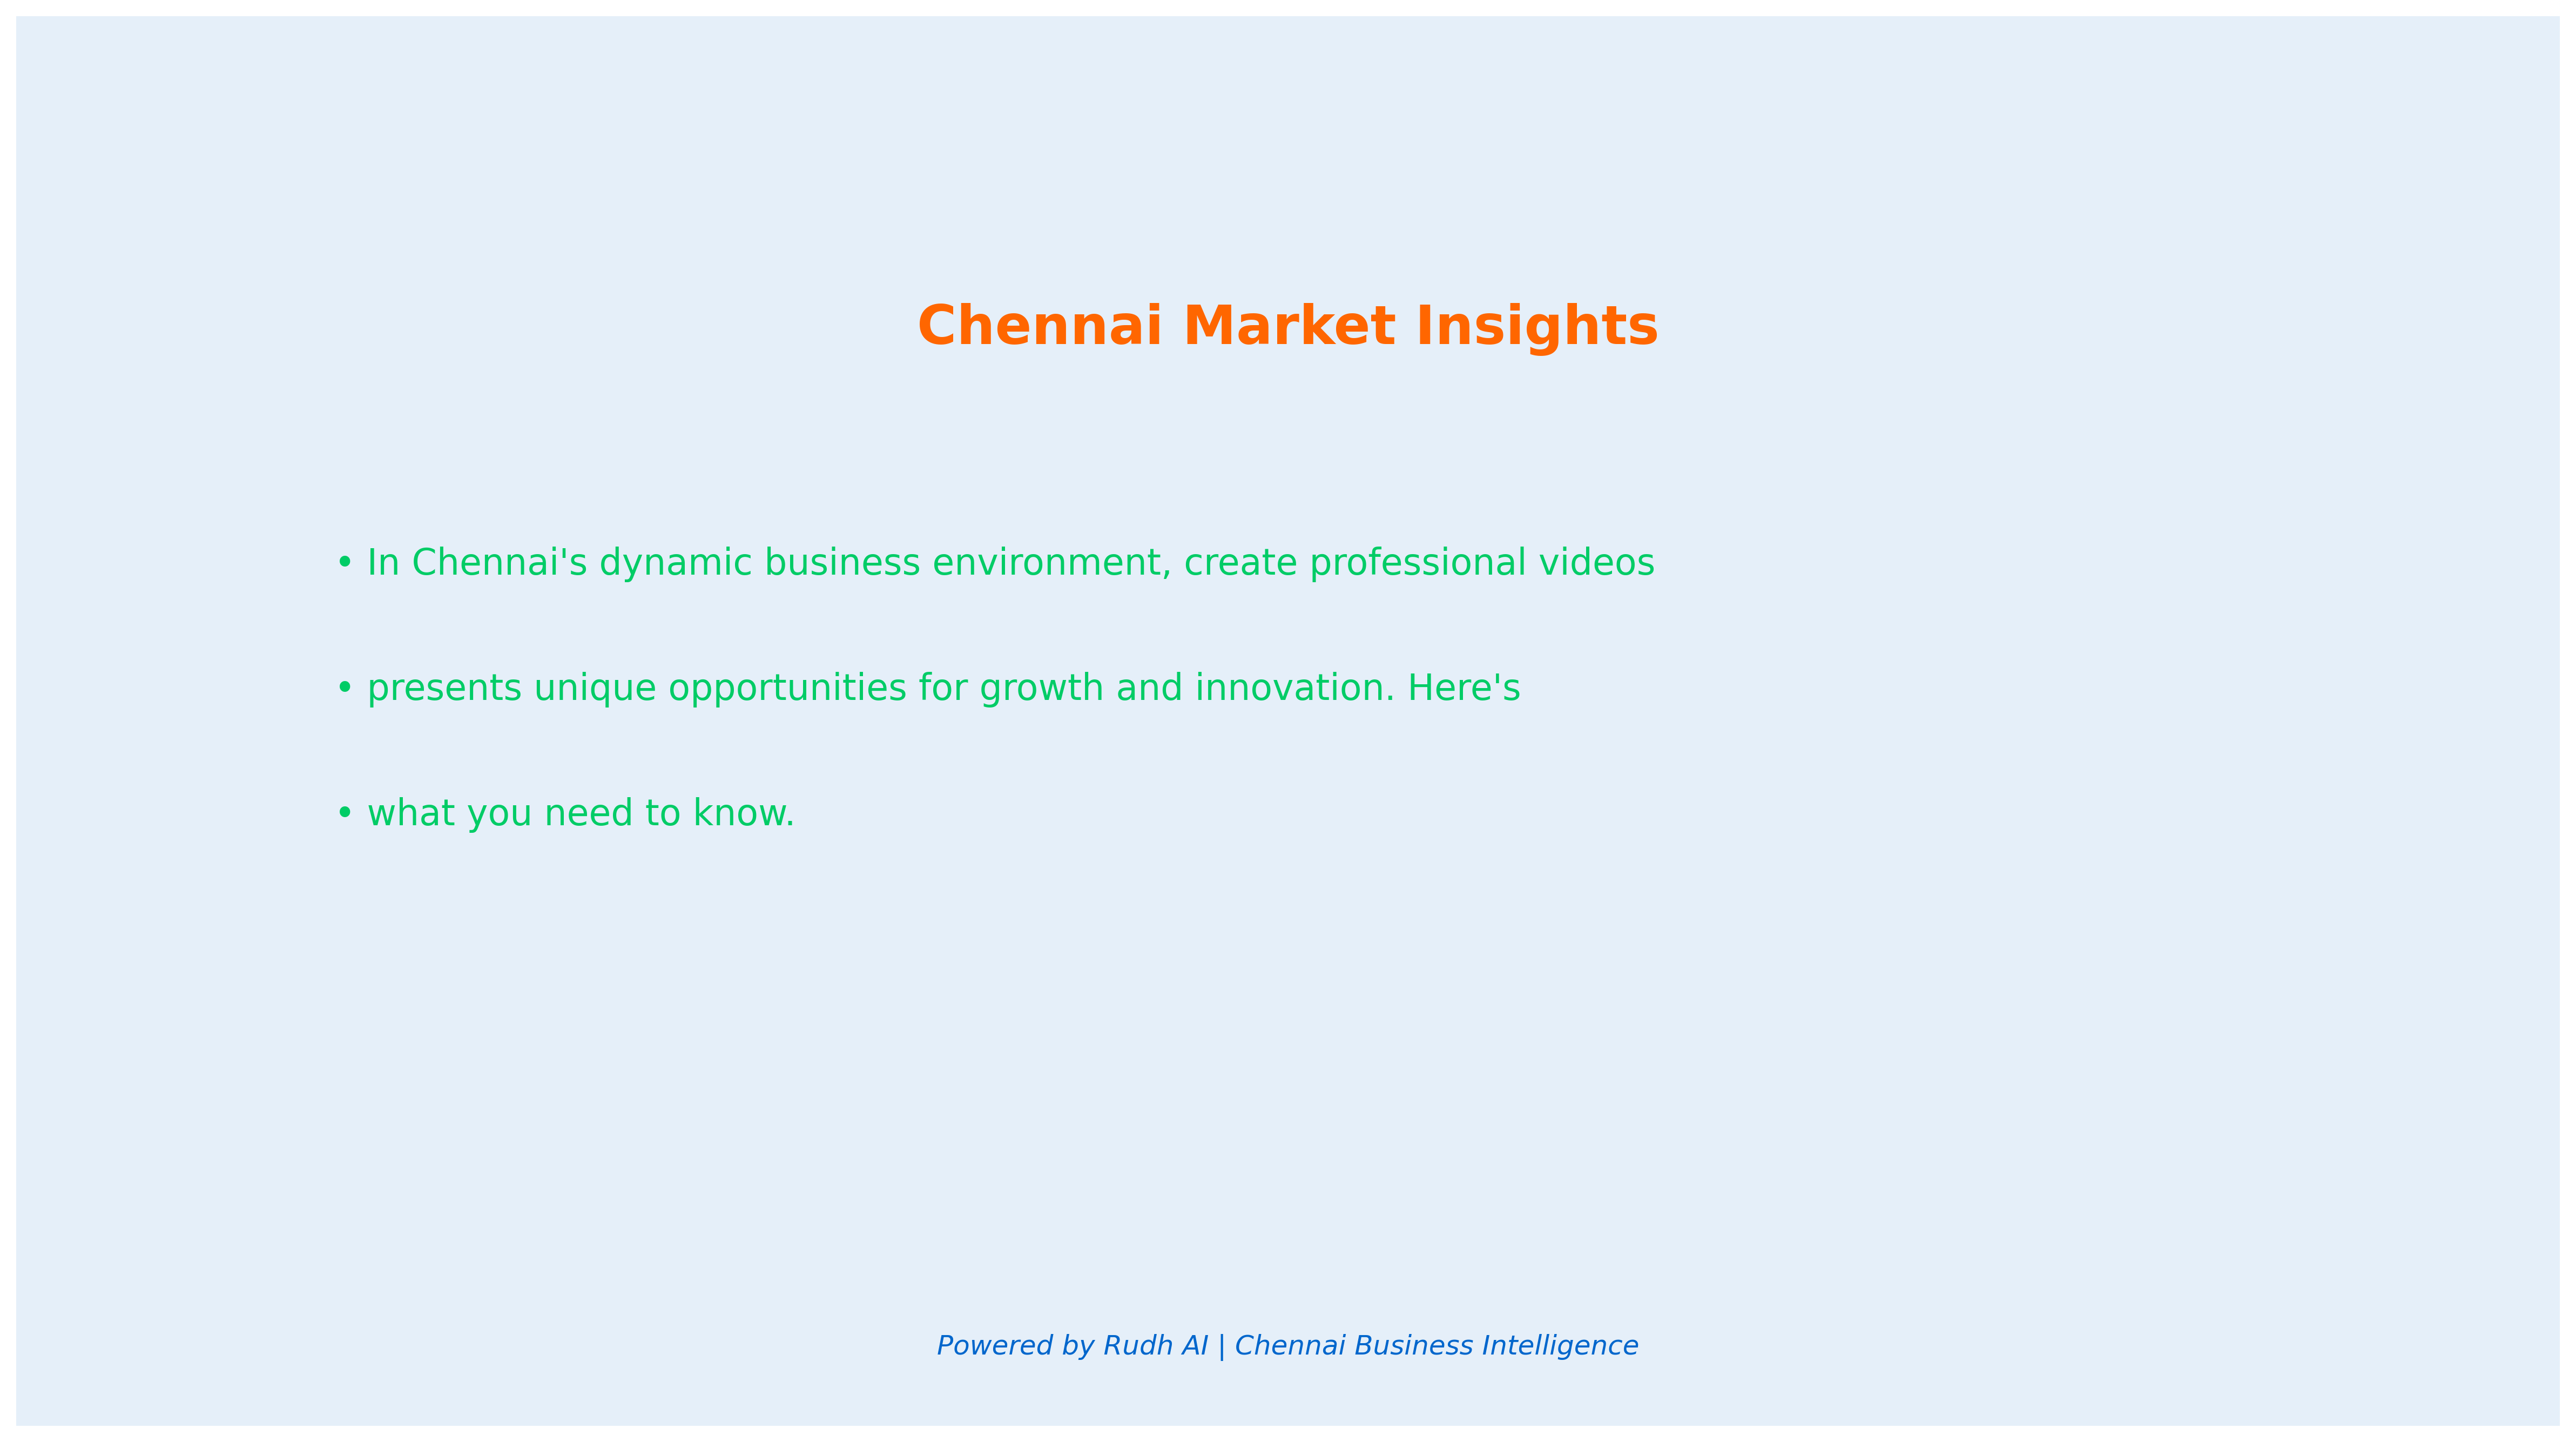 Chennai Market Insights
• In Chennai's dynamic business environment, create professional videos
• presents unique opportunities for growth and innovation. Here's
• what you need to know.
Powered by Rudh AI | Chennai Business Intelligence